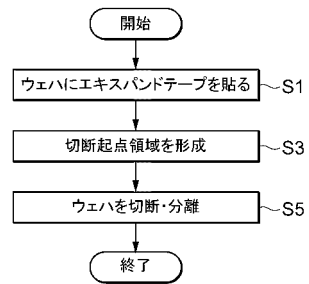 開始
ウェハにエキスパンドテープを貼る
S1
切断起点領域を形成
S3
ウェハを切断・分離
S5
終了